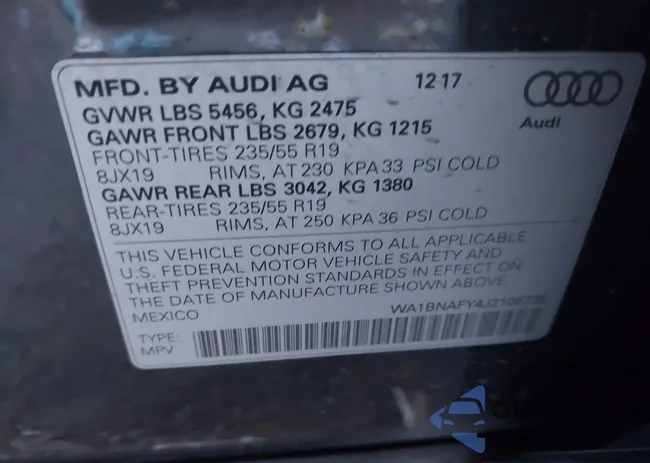 MFD. BY AUDI AG 12 17
GVWR LBS 5456, KG 2475
GAWR FRONT LBS 2679, KG 1215
FRONT-TIRES 235/55 R19
8JX19 RIMS, AT 230 KPA 33 PSI COLD
GAWR REAR LBS 3042, KG 1380
REAR-TIRES 235/55 R19
8JX19 RIMS, AT 250 KPA 36 PSI COLD
Audi
THIS VEHICLE CONFORMS TO ALL APPLICABLE
U.S. FEDERAL MOTOR VEHICLE SAFETY AND
THEFT PREVENTION STANDARDS IN EFFECT ON
THE DATE OF MANUFACTURE SHOWN ABOVE
MEXICO
TYPE:
MPV